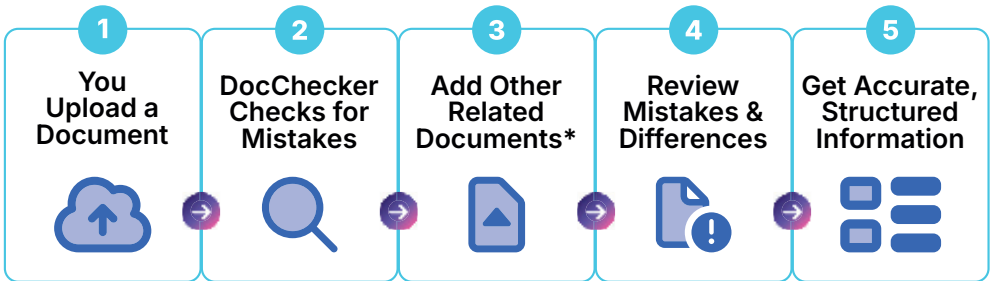 1
You
Upload a
Document
2
DocChecker
Checks for
Mistakes
3
Add Other
Related
Documents*
4
Review
Mistakes &
Differences
5
Get Accurate,
Structured
Information